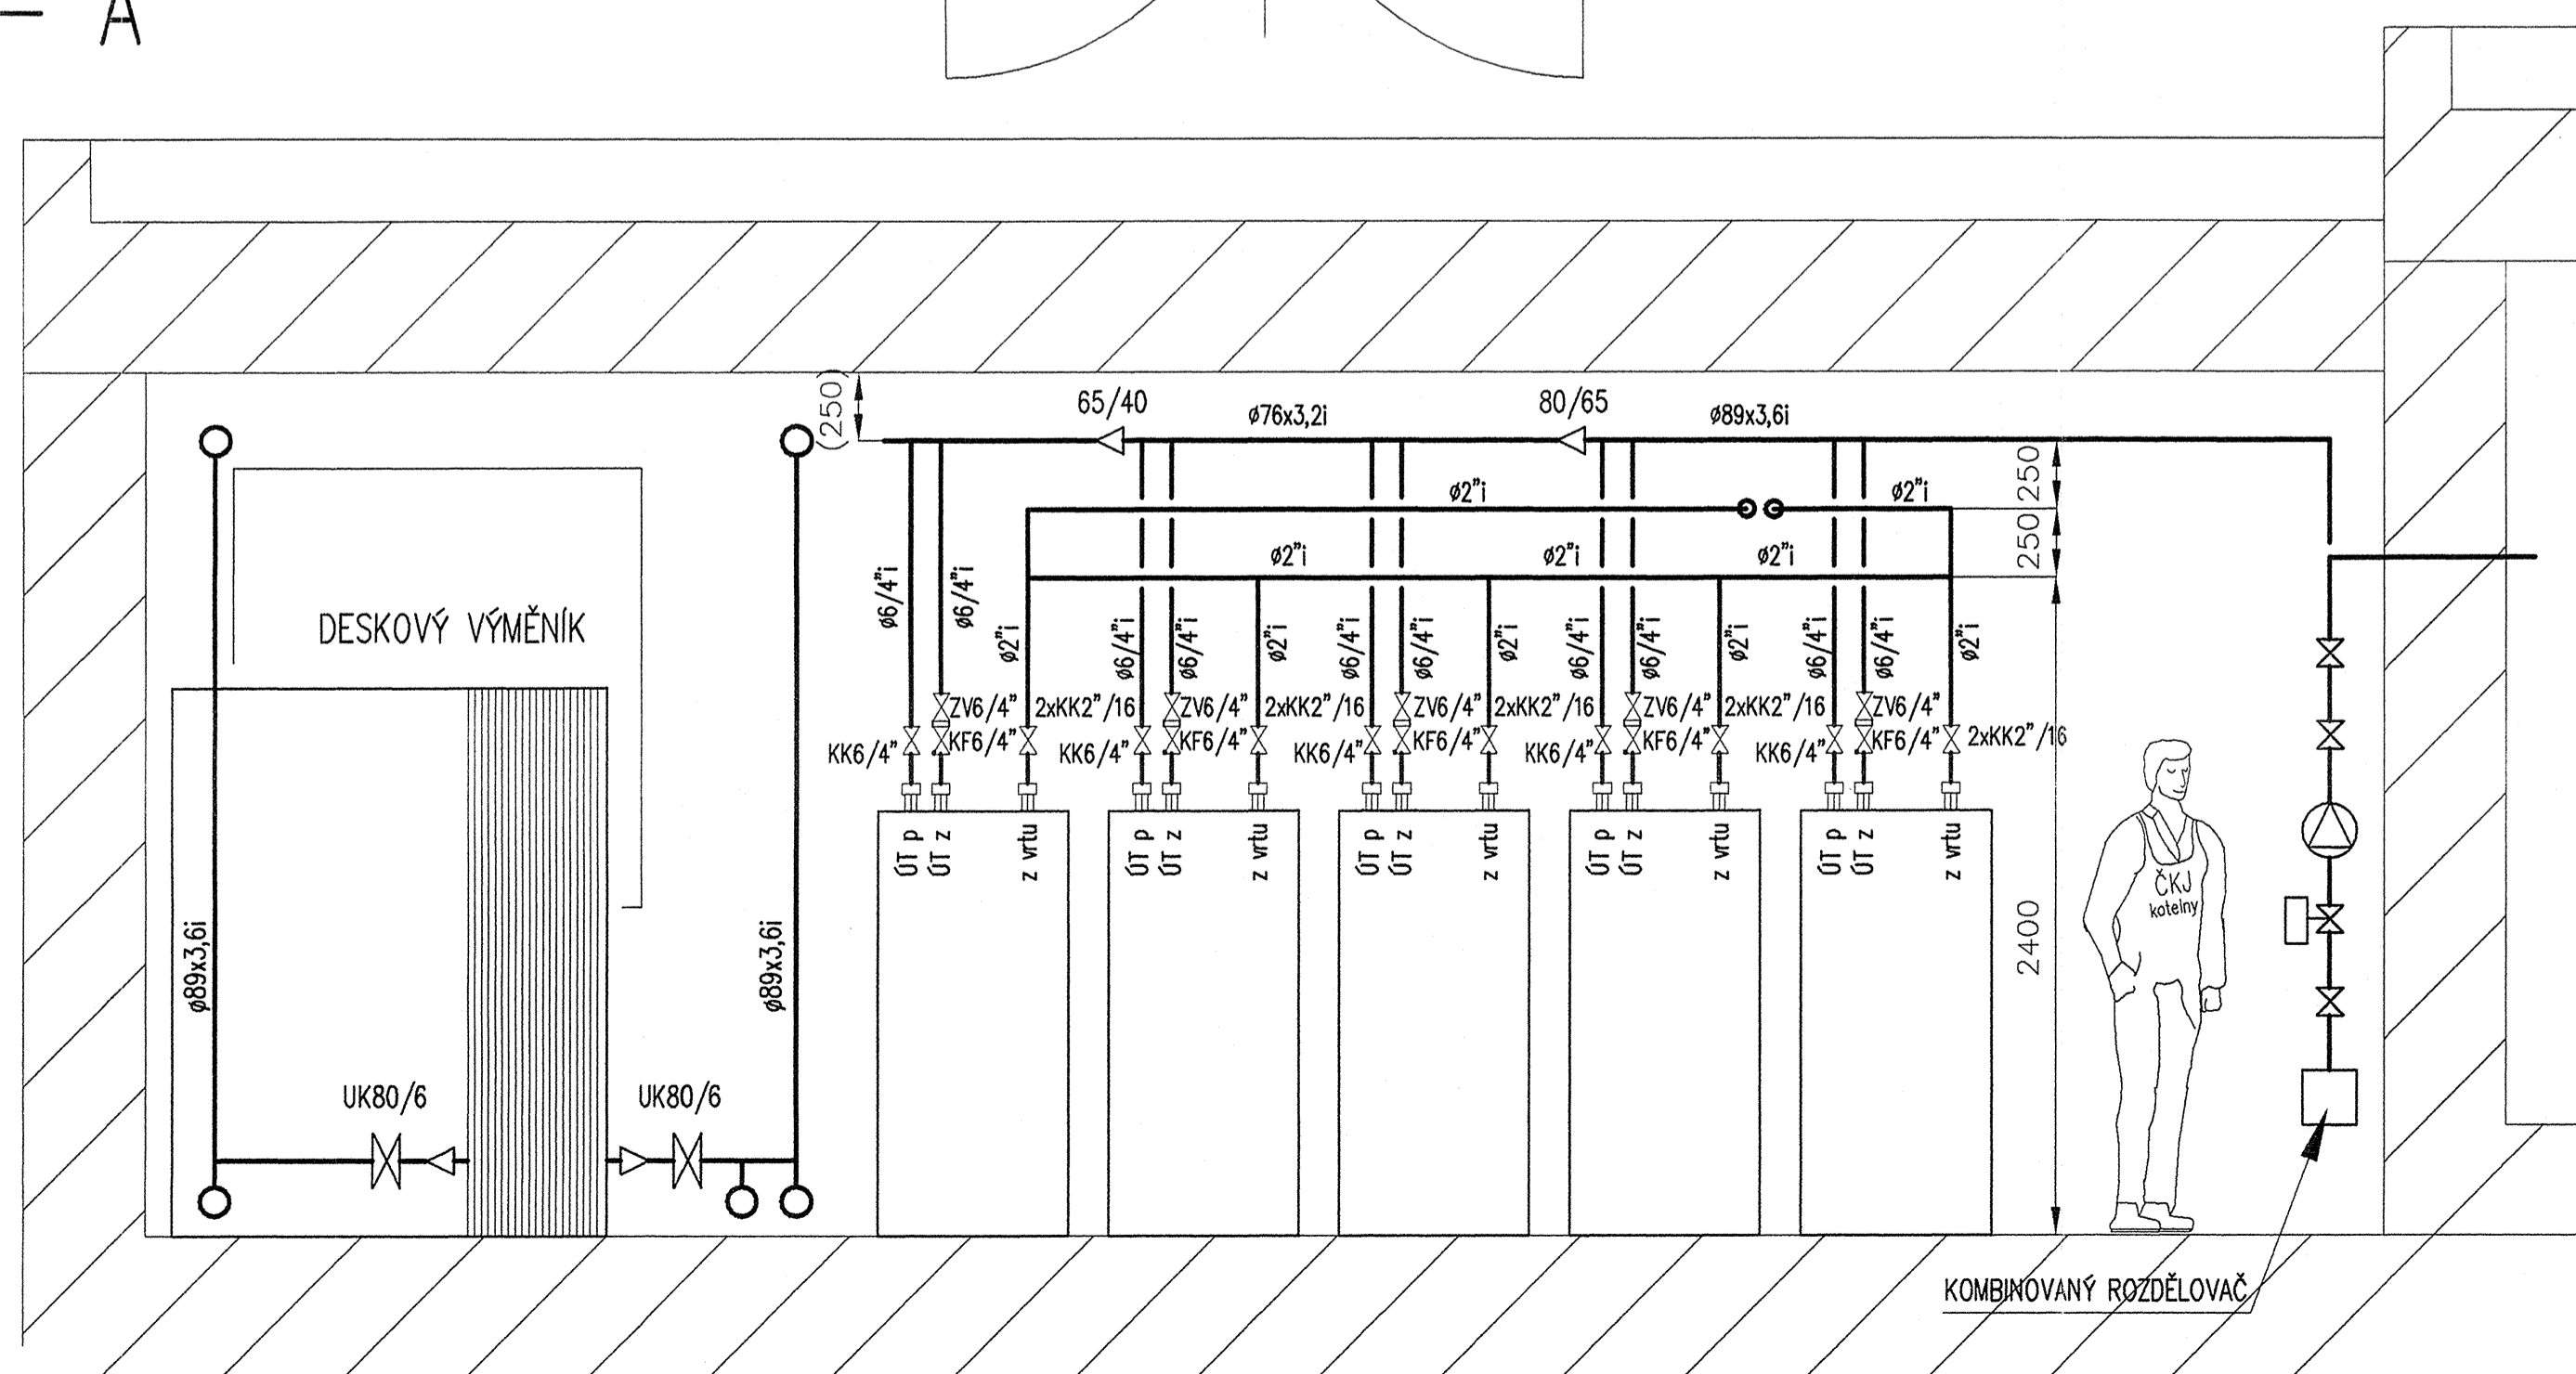 – A
(250)
65/40
ø76x3,2i
80/65
ø89x3,6i
250
ø2"i
ø2"i
250
ø2"i
ø2"i
ø2"i
DESKOVÝ VÝMĚNÍK
ø6/4"i
ø6/4"i
ø2"i
ø6/4"i
ø6/4"i
ø2"i
ø6/4"i
ø6/4"i
ø2"i
ø6/4"i
ø6/4"i
ø2"i
ø6/4"i
ø6/4"i
ø2"i
ZV6/4" 2xKK2"/16 ZV6/4" 2xKK2"/16 ZV6/4" 2xKK2"/16 ZV6/4" 2xKK2"/16 ZV6/4"
KK6/4" KF6/4" KK6/4" KF6/4" KK6/4" KF6/4" KK6/4" KF6/4" KK6/4" KF6/4" 2xKK2"/16
ÚT p
ÚT z
z vrtu
ÚT p
ÚT z
z vrtu
ÚT p
ÚT z
z vrtu
ÚT p
ÚT z
z vrtu
ÚT p
ÚT z
z vrtu
ČKJ
kotelny
ø89x3,6i
ø89x3,6i
2400
UK80/6
UK80/6
KOMBINOVANÝ ROZDĚLOVAČ